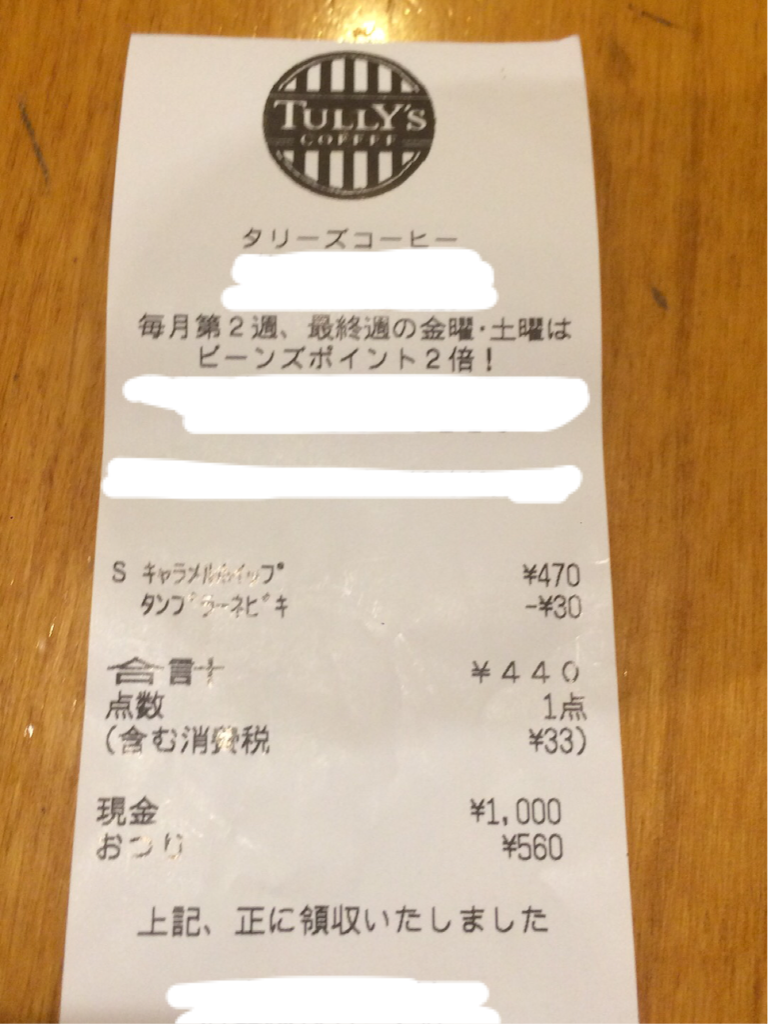 TULLY'S
COFFEE
タリーズコーヒー
毎月第2週、最終週の金曜・土曜は
ビーンズポイント2倍!
S キャラメルホイップ ¥470
タンブラーネビキ -¥30
合計 ¥440
点数 1点
(含む消費税 ¥33)
現金 ¥1,000
おつり ¥560
上記、正に領収いたしました